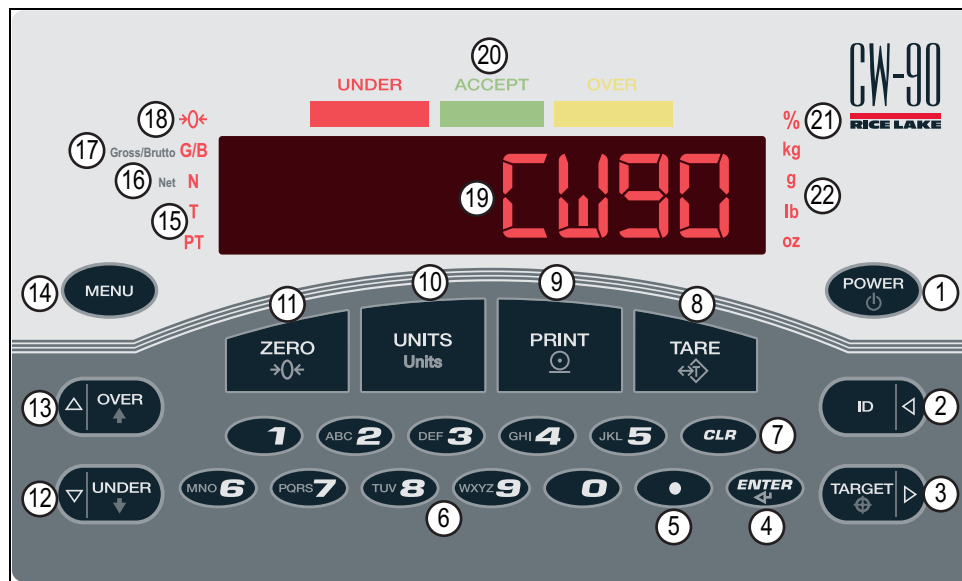 20
UNDER ACCEPT OVER
CW-90
RICE LAKE
18
% 21
17 Gross/Brutto G/B
kg
16 Net N
g
15 T
19 CW90
lb 22
PT
oz
14 MENU
POWER 1
11 10 9 8
ZERO
→0←
UNITS
Units
PRINT
TARE
T
13 OVER
ID 2
1 ABC 2 DEF 3 GHI 4 JKL 5 CLR 7
12 UNDER
MNO 6 PQRS 7 TUV 8 WXYZ 9 0 • ENTER
TARGET 3
6 5 4